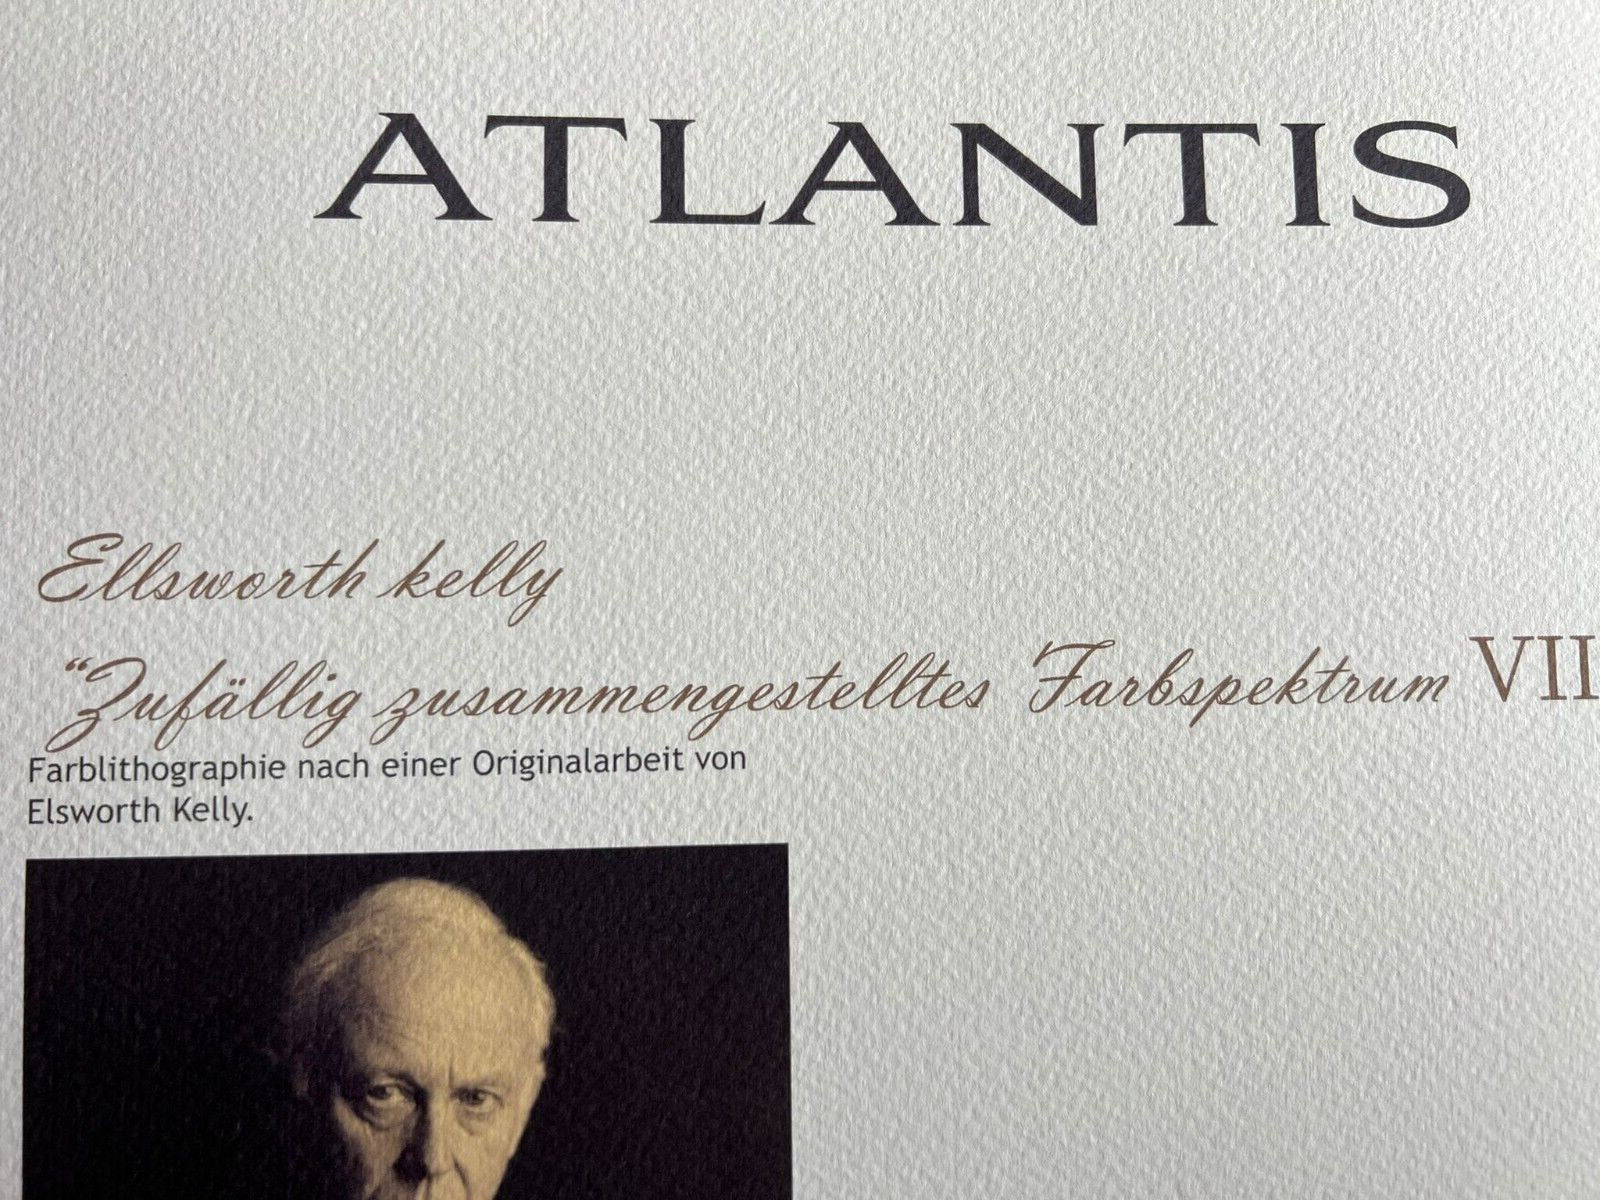 ATLANTIS
Ellsworth kelly
“Zufällig zusammengestelltes Farbspektrum VII
Farblithographie nach einer Originalarbeit von
Elsworth Kelly.